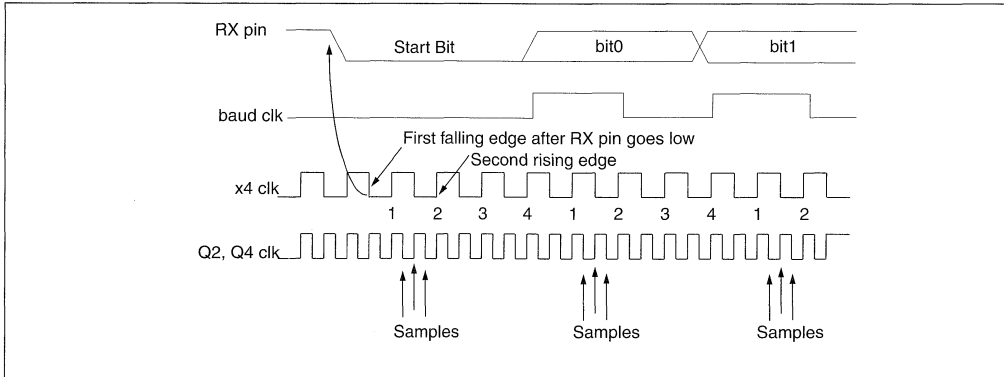 RX pin
Start Bit
bit0
bit1
baud clk
First falling edge after RX pin goes low
Second rising edge
x4 clk
1 2 3 4 1 2 3 4 1 2
Q2, Q4 clk
Samples Samples Samples